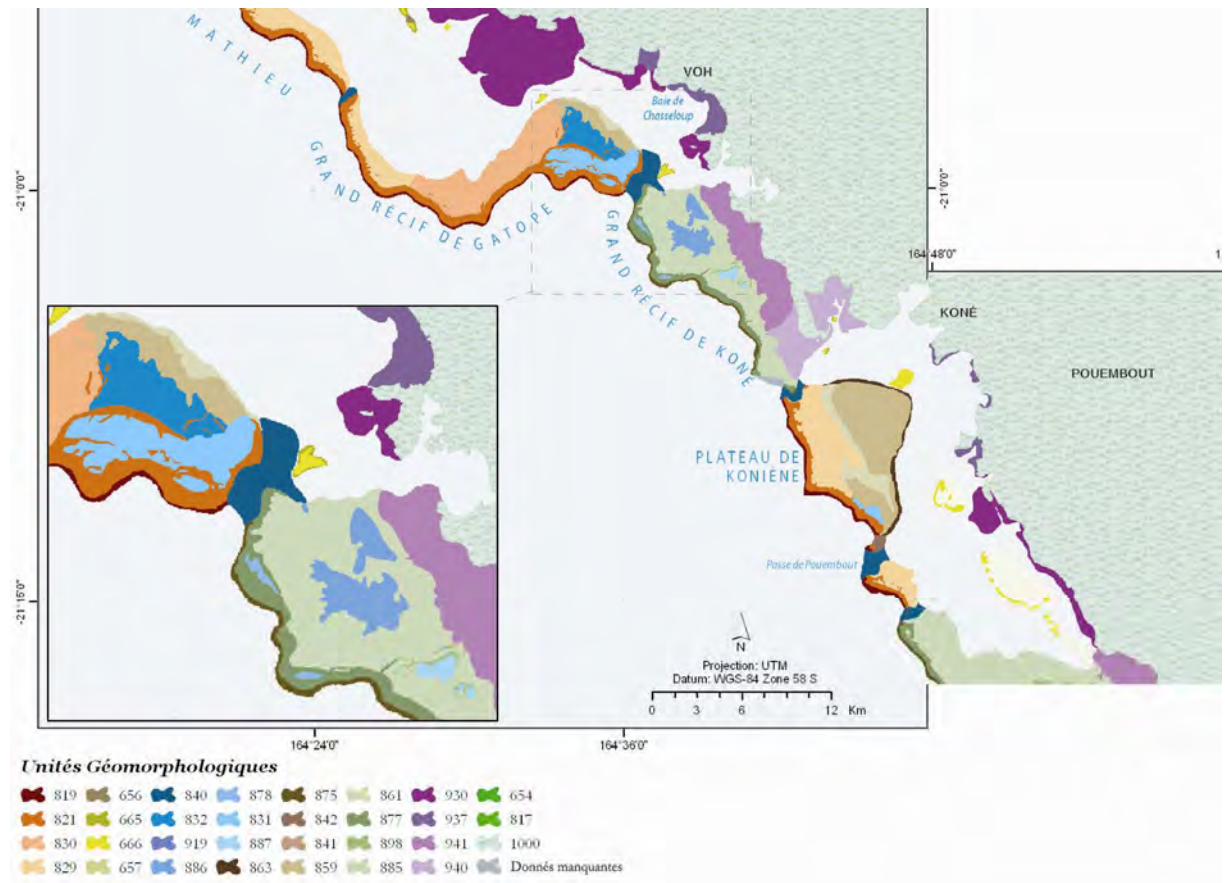 MATHIEU
VOH
Baie de
Chasseloup
-21°0'0"
GRAND RÉCIF DE GATOPE
-21°0'0"
GRAND RÉCIF DE KONÉ
164°48'0"
1
KONÉ
POUEMBOUT
PLATEAU DE
KONIÈNE
Passe de Pouembout
-21°15'0"
N
Projection: UTM
Datum: WGS-84 Zone 58 S
0 3 6 12 Km
164°24'0" 164°36'0"
Unités Géomorphologiques
819 656 840 878 875 861 930 654
821 665 832 831 842 877 937 817
830 666 919 887 841 898 941 1000
829 657 886 863 859 885 940 Donnés manquantes